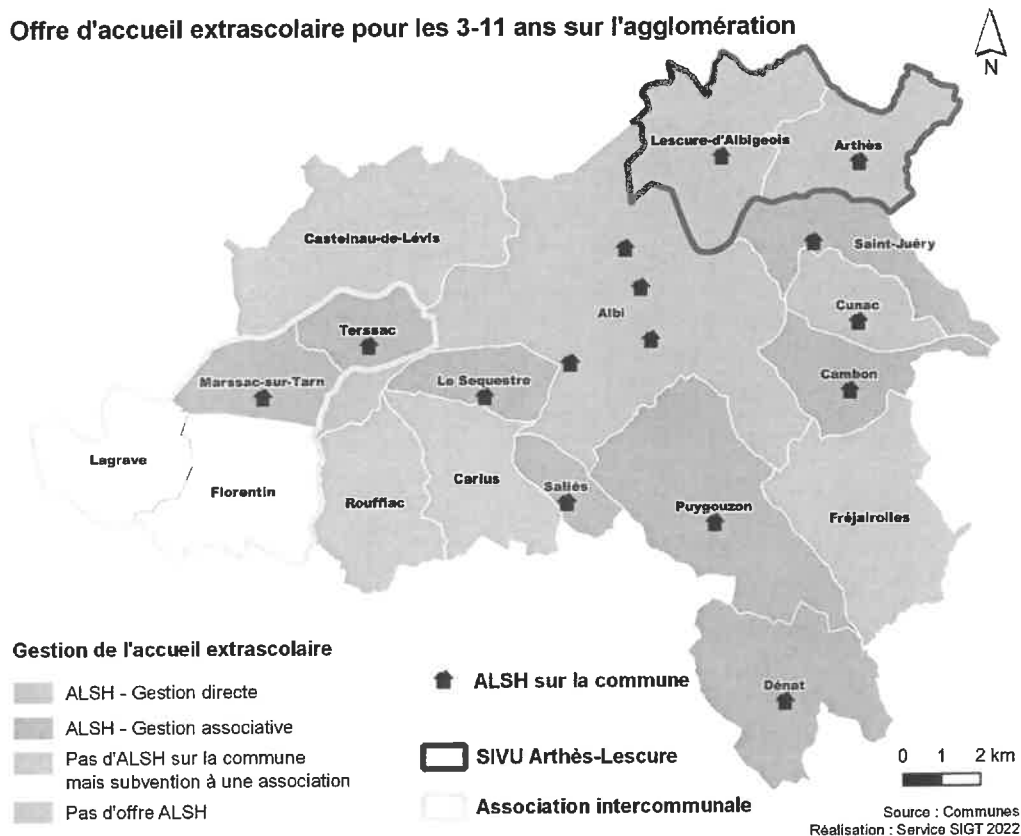 Offre d'accueil extrascolaire pour les 3-11 ans sur l'agglomération
N
Lescure-d'Albigeois
Arthès
Castelnau-de-Lévis
Saint-Juéry
Albi
Cunac
Terssac
Marssac-sur-Tarn
Le Sequestre
Cambon
Lagrave
Florentin
Rouffiac
Carlus
Saliès
Puygouzon
Fréjairolles
Dénat
Gestion de l'accueil extrascolaire
ALSH - Gestion directe
ALSH - Gestion associative
Pas d'ALSH sur la commune
mais subvention à une association
Pas d'offre ALSH
ALSH sur la commune
SIVU Arthès-Lescure
Association intercommunale
0 1 2 km
Source : Communes
Réalisation : Service SIGT 2022